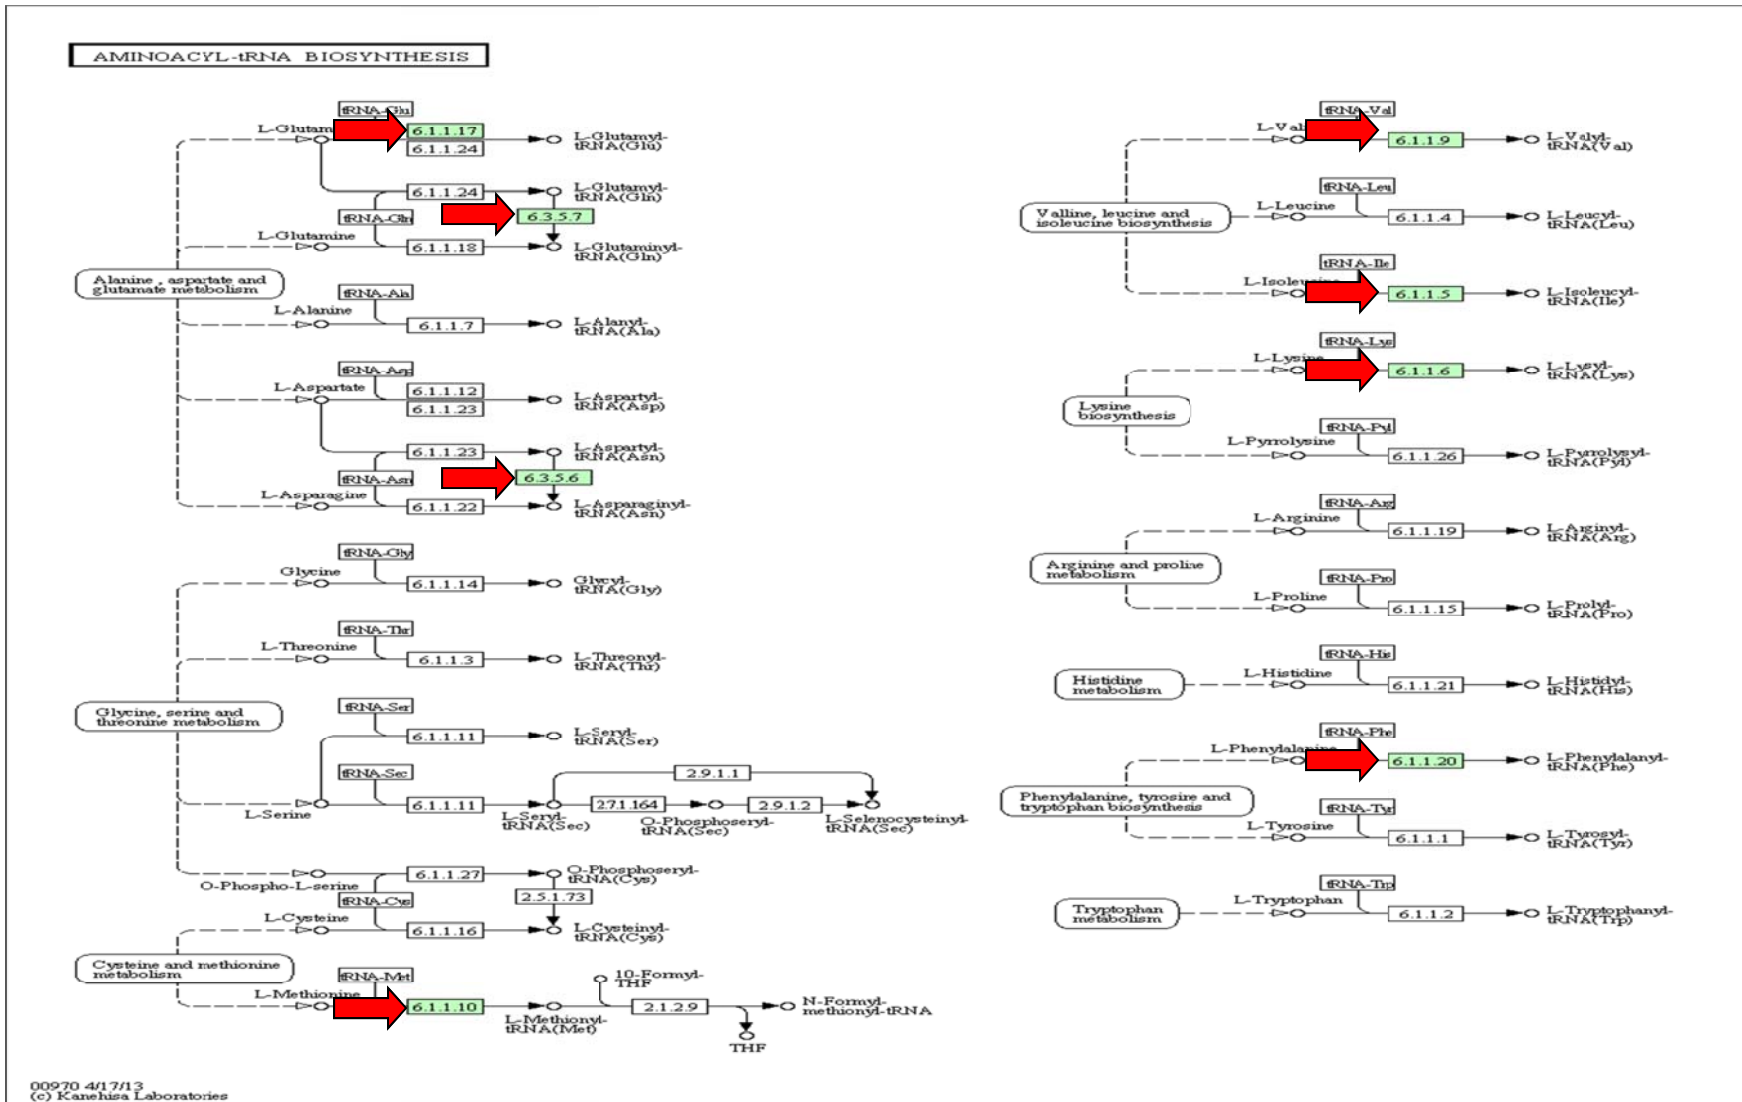 AMINOACYL-tRNA BIOSYNTHESIS
tRNA-Glu
L-Glutam
6.1.1.17
6.1.1.24
L-Glutamyl-
tRNA(Glu)
6.1.1.24
L-Glutamyl-
tRNA(Gln)
tRNA-Gln
6.3.5.7
L-Glutamine
6.1.1.18
L-Glutaminyl-
tRNA(Gln)
Alanine , aspartate and
glutamate metabolism
tRNA-Ala
L-Alanine
6.1.1.7
L-Alanyl-
tRNA(Ala)
tRNA-Asp
L-Aspartate
6.1.1.12
6.1.1.23
L-Aspartyl-
tRNA(Asp)
6.1.1.23
L-Aspartyl-
tRNA(Asn)
tRNA-Asn
6.3.5.6
L-Asparagine
6.1.1.22
L-Asparaginyl-
tRNA(Asn)
tRNA-Gly
Glycine
6.1.1.14
Glycyl-
tRNA(Gly)
tRNA-Thr
L-Threonine
6.1.1.3
L-Threonyl-
tRNA(Thr)
Glycine, serine and
threonine metabolism
tRNA-Ser
6.1.1.11
L-Seryl-
tRNA(Ser)
tRNA-Sec
L-Serine
6.1.1.11
L-Seryl-
tRNA(Sec)
2.9.1.1
2.7.1.164
O-Phosphoseryl-
tRNA(Sec)
2.9.1.2
L-Selenocysteinyl-
tRNA(Sec)
O-Phospho-L-serine
6.1.1.27
O-Phosphoseryl-
tRNA(Cys)
2.5.1.73
tRNA-Cys
L-Cysteine
6.1.1.16
L-Cysteinyl-
tRNA(Cys)
Cysteine and methionine
metabolism
tRNA-Met
L-Methionine
6.1.1.10
L-Methionyl-
tRNA(Met)
10-Formyl-
THF
2.1.2.9
N-Formyl-
methionyl-tRNA
THF
tRNA-Val
L-Val
6.1.1.9
L-Valyl-
tRNA(Val)
Valline, leucine and
isoleucine biosynthesis
tRNA-Leu
L-Leucine
6.1.1.4
L-Leucyl-
tRNA(Leu)
tRNA-Ile
L-Isoleucine
6.1.1.5
L-Isoleucyl-
tRNA(Ile)
tRNA-Lys
L-Lysine
6.1.1.6
L-Lysyl-
tRNA(Lys)
Lysine
biosynthesis
tRNA-Pyl
L-Pyrrolysine
6.1.1.26
L-Pyrrolysyl-
tRNA(Pyl)
tRNA-Arg
L-Arginine
6.1.1.19
L-Arginyl-
tRNA(Arg)
Arginine and proline
metabolism
tRNA-Pro
L-Proline
6.1.1.15
L-Prolyl-
tRNA(Pro)
tRNA-His
Histidine
metabolism
L-Histidine
6.1.1.21
L-Histidyl-
tRNA(His)
tRNA-Phe
L-Phenylalanine
6.1.1.20
L-Phenylalanyl-
tRNA(Phe)
Phenylalanine, tyrosire and
tryptophan biosynthesis
tRNA-Tyr
L-Tyrosine
6.1.1.1
L-Tyrosyl-
tRNA(Tyr)
tRNA-Trp
Tryptophan
metabolism
L-Tryptophan
6.1.1.2
L-Tryptophanyl-
tRNA(Trp)
00970 4/17/13
(c) Kanehisa Laboratories